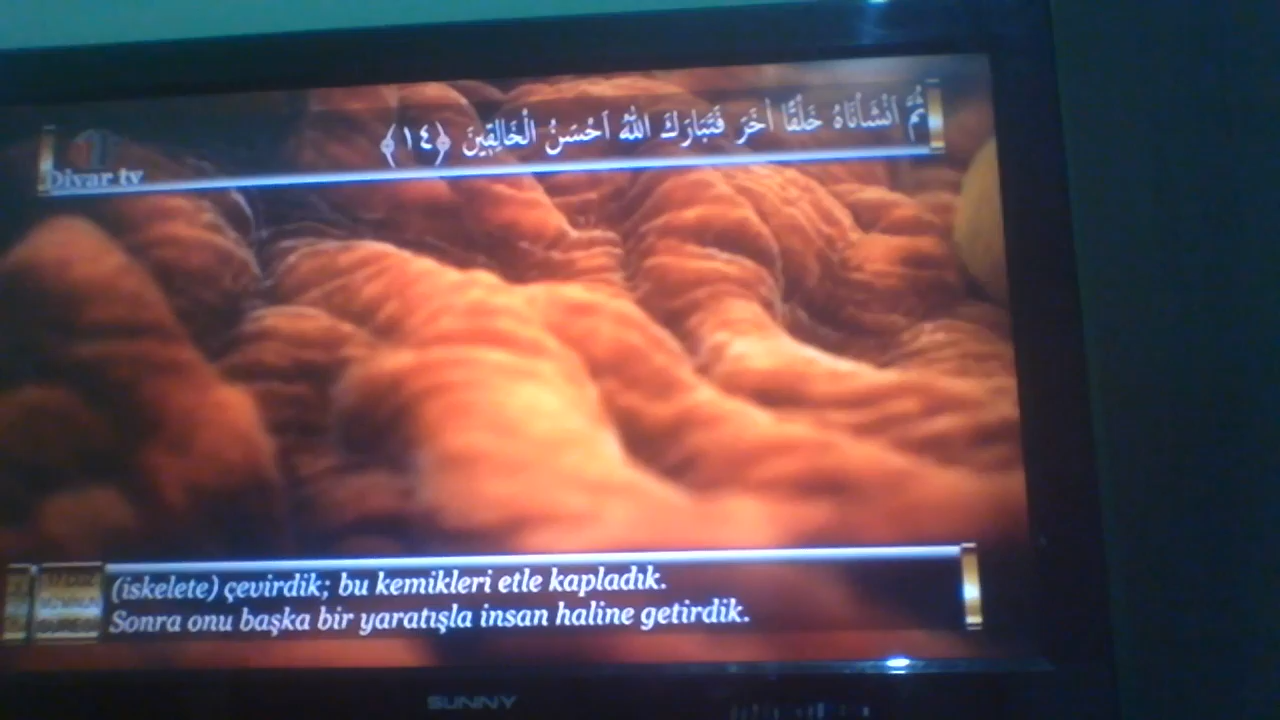 ثُمَّ اَنْشَأْنَاهُ خَلْقًا اٰخَرَ فَتَبَارَكَ اللّٰهُ اَحْسَنُ الْخَالِقٖينَ ﴿١٤﴾
Divar tv
(iskelete) çevirdik; bu kemikleri etle kapladık.
Sonra onu başka bir yaratışla insan haline getirdik.
SUNNY